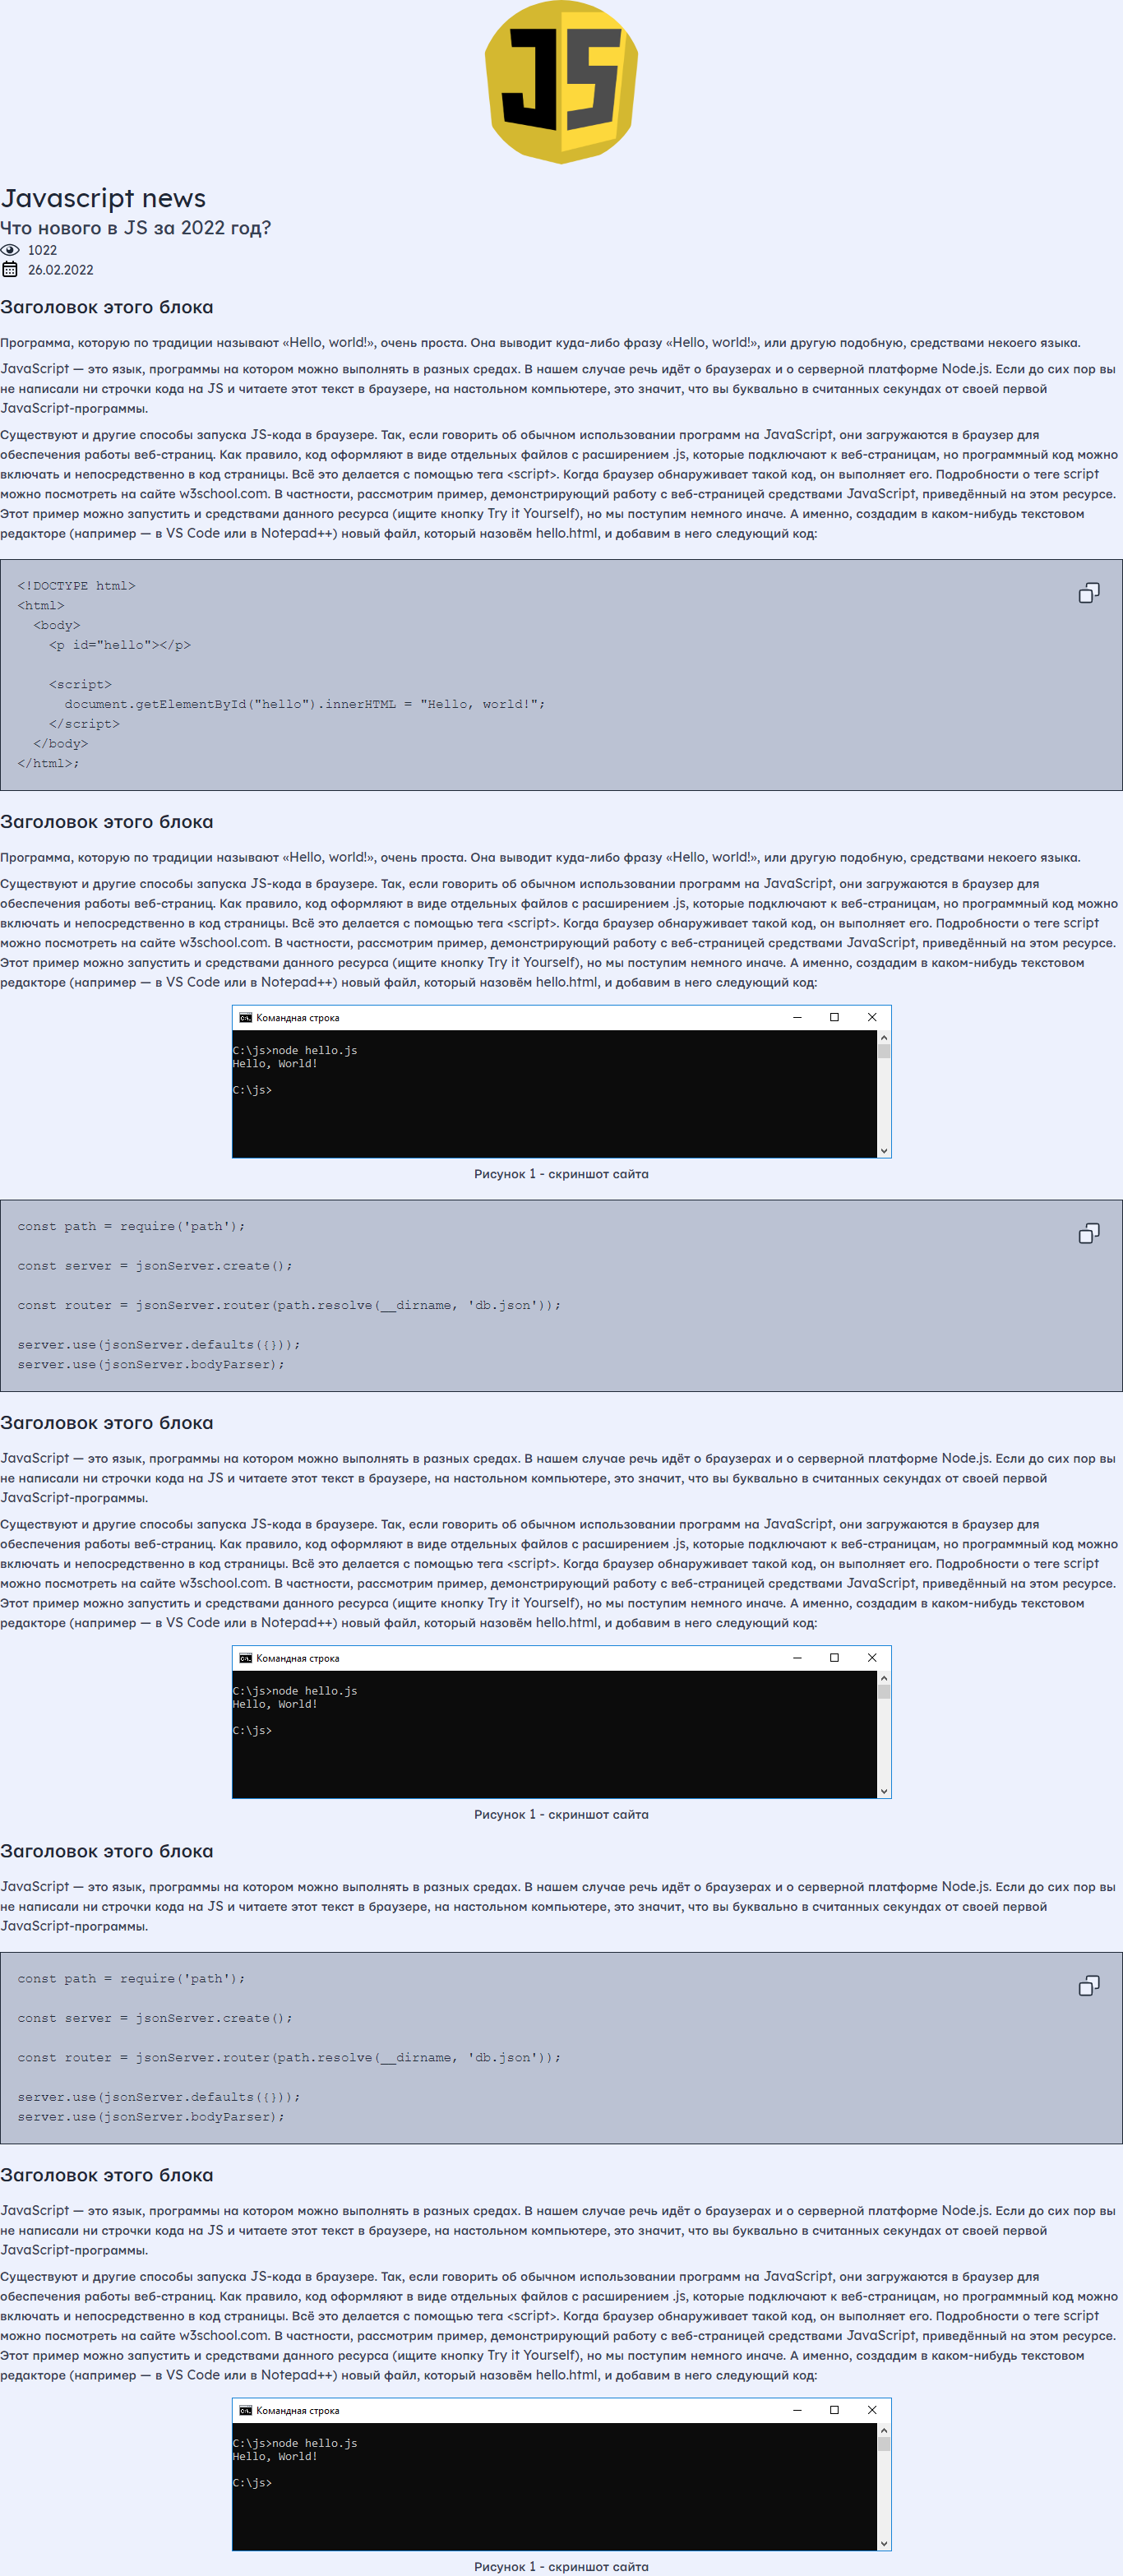 JS
Javascript news
Что нового в JS за 2022 год?
1022
26.02.2022
Заголовок этого блока
Программа, которую по традиции называют «Hello, world!», очень проста. Она выводит куда-либо фразу «Hello, world!», или другую подобную, средствами некоего языка.
JavaScript — это язык, программы на котором можно выполнять в разных средах. В нашем случае речь идёт о браузерах и о серверной платформе Node.js. Если до сих пор вы
не написали ни строчки кода на JS и читаете этот текст в браузере, на настольном компьютере, это значит, что вы буквально в считанных секундах от своей первой
JavaScript-программы.
Существуют и другие способы запуска JS-кода в браузере. Так, если говорить об обычном использовании программ на JavaScript, они загружаются в браузер для
обеспечения работы веб-страниц. Как правило, код оформляют в виде отдельных файлов с расширением .js, которые подключают к веб-страницам, но программный код можно
включать и непосредственно в код страницы. Всё это делается с помощью тега <script>. Когда браузер обнаруживает такой код, он выполняет его. Подробности о теге script
можно посмотреть на сайте w3school.com. В частности, рассмотрим пример, демонстрирующий работу с веб-страницей средствами JavaScript, приведённый на этом ресурсе.
Этот пример можно запустить и средствами данного ресурса (ищите кнопку Try it Yourself), но мы поступим немного иначе. А именно, создадим в каком-нибудь текстовом
редакторе (например — в VS Code или в Notepad++) новый файл, который назовём hello.html, и добавим в него следующий код:
<!DOCTYPE html>
<html>
  <body>
    <p id="hello"></p>

    <script>
      document.getElementById("hello").innerHTML = "Hello, world!";
    </script>
  </body>
</html>;
Заголовок этого блока
Программа, которую по традиции называют «Hello, world!», очень проста. Она выводит куда-либо фразу «Hello, world!», или другую подобную, средствами некоего языка.
Существуют и другие способы запуска JS-кода в браузере. Так, если говорить об обычном использовании программ на JavaScript, они загружаются в браузер для
обеспечения работы веб-страниц. Как правило, код оформляют в виде отдельных файлов с расширением .js, которые подключают к веб-страницам, но программный код можно
включать и непосредственно в код страницы. Всё это делается с помощью тега <script>. Когда браузер обнаруживает такой код, он выполняет его. Подробности о теге script
можно посмотреть на сайте w3school.com. В частности, рассмотрим пример, демонстрирующий работу с веб-страницей средствами JavaScript, приведённый на этом ресурсе.
Этот пример можно запустить и средствами данного ресурса (ищите кнопку Try it Yourself), но мы поступим немного иначе. А именно, создадим в каком-нибудь текстовом
редакторе (например — в VS Code или в Notepad++) новый файл, который назовём hello.html, и добавим в него следующий код:
Командная строка
C:\js>node hello.js
Hello, World!
C:\js>
Рисунок 1 - скриншот сайта
const path = require('path');
const server = jsonServer.create();
const router = jsonServer.router(path.resolve(__dirname, 'db.json'));
server.use(jsonServer.defaults({}));
server.use(jsonServer.bodyParser);
Заголовок этого блока
JavaScript — это язык, программы на котором можно выполнять в разных средах. В нашем случае речь идёт о браузерах и о серверной платформе Node.js. Если до сих пор вы
не написали ни строчки кода на JS и читаете этот текст в браузере, на настольном компьютере, это значит, что вы буквально в считанных секундах от своей первой
JavaScript-программы.
Существуют и другие способы запуска JS-кода в браузере. Так, если говорить об обычном использовании программ на JavaScript, они загружаются в браузер для
обеспечения работы веб-страниц. Как правило, код оформляют в виде отдельных файлов с расширением .js, которые подключают к веб-страницам, но программный код можно
включать и непосредственно в код страницы. Всё это делается с помощью тега <script>. Когда браузер обнаруживает такой код, он выполняет его. Подробности о теге script
можно посмотреть на сайте w3school.com. В частности, рассмотрим пример, демонстрирующий работу с веб-страницей средствами JavaScript, приведённый на этом ресурсе.
Этот пример можно запустить и средствами данного ресурса (ищите кнопку Try it Yourself), но мы поступим немного иначе. А именно, создадим в каком-нибудь текстовом
редакторе (например — в VS Code или в Notepad++) новый файл, который назовём hello.html, и добавим в него следующий код:
Командная строка
C:\js>node hello.js
Hello, World!
C:\js>
Рисунок 1 - скриншот сайта
Заголовок этого блока
JavaScript — это язык, программы на котором можно выполнять в разных средах. В нашем случае речь идёт о браузерах и о серверной платформе Node.js. Если до сих пор вы
не написали ни строчки кода на JS и читаете этот текст в браузере, на настольном компьютере, это значит, что вы буквально в считанных секундах от своей первой
JavaScript-программы.
const path = require('path');
const server = jsonServer.create();
const router = jsonServer.router(path.resolve(__dirname, 'db.json'));
server.use(jsonServer.defaults({}));
server.use(jsonServer.bodyParser);
Заголовок этого блока
JavaScript — это язык, программы на котором можно выполнять в разных средах. В нашем случае речь идёт о браузерах и о серверной платформе Node.js. Если до сих пор вы
не написали ни строчки кода на JS и читаете этот текст в браузере, на настольном компьютере, это значит, что вы буквально в считанных секундах от своей первой
JavaScript-программы.
Существуют и другие способы запуска JS-кода в браузере. Так, если говорить об обычном использовании программ на JavaScript, они загружаются в браузер для
обеспечения работы веб-страниц. Как правило, код оформляют в виде отдельных файлов с расширением .js, которые подключают к веб-страницам, но программный код можно
включать и непосредственно в код страницы. Всё это делается с помощью тега <script>. Когда браузер обнаруживает такой код, он выполняет его. Подробности о теге script
можно посмотреть на сайте w3school.com. В частности, рассмотрим пример, демонстрирующий работу с веб-страницей средствами JavaScript, приведённый на этом ресурсе.
Этот пример можно запустить и средствами данного ресурса (ищите кнопку Try it Yourself), но мы поступим немного иначе. А именно, создадим в каком-нибудь текстовом
редакторе (например — в VS Code или в Notepad++) новый файл, который назовём hello.html, и добавим в него следующий код:
Командная строка
C:\js>node hello.js
Hello, World!
C:\js>
Рисунок 1 - скриншот сайта